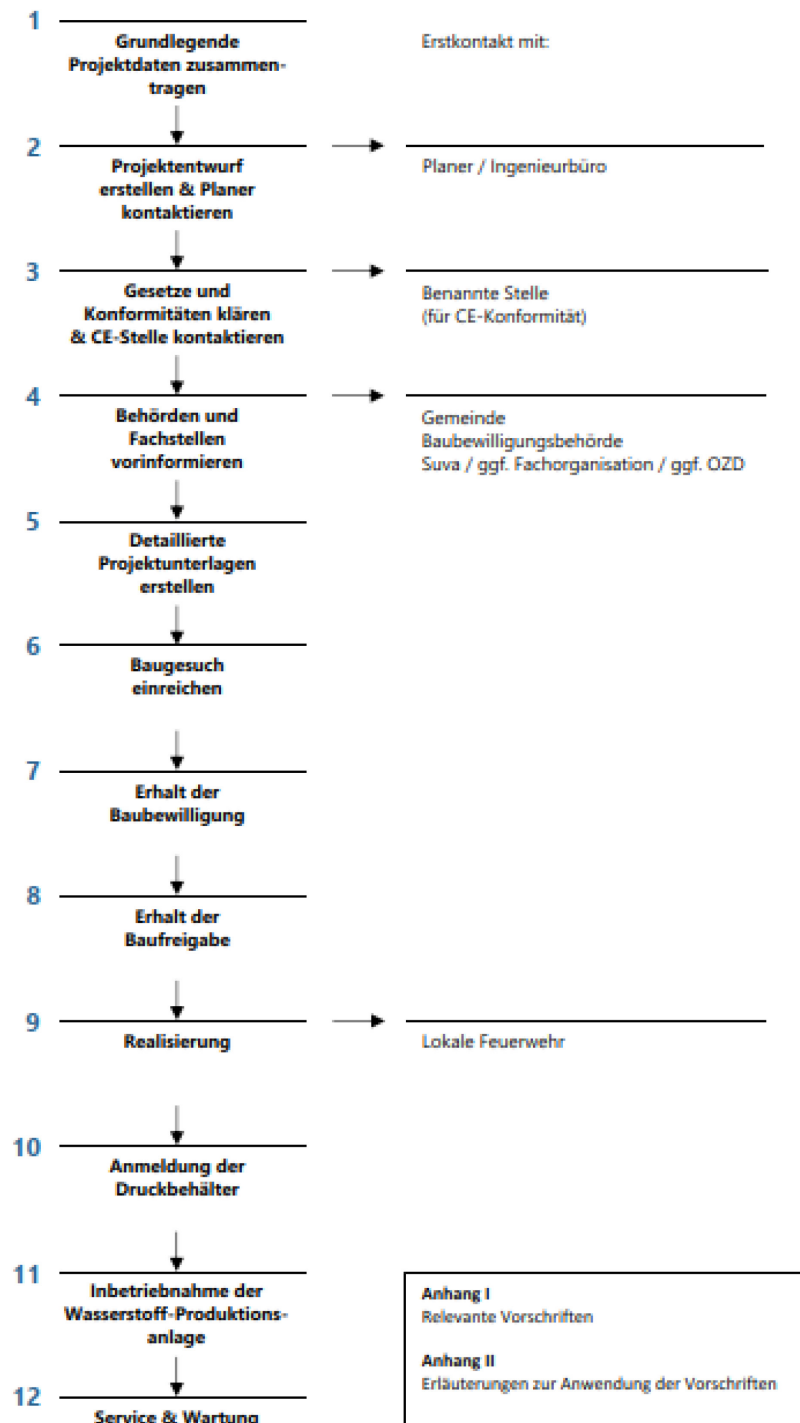 1
Grundlegende
Projektdaten zusammen-
tragen
Erstkontakt mit:
2
Projektentwurf
erstellen & Planer
kontaktieren
Planer / Ingenieurbüro
3
Gesetze und
Konformitäten klären
& CE-Stelle kontaktieren
Benannte Stelle
(für CE-Konformität)
4
Behörden und
Fachstellen
vorinformieren
Gemeinde
Baubewilligungsbehörde
Suva / ggf. Fachorganisation / ggf. OZD
5
Detaillierte
Projektunterlagen
erstellen
6
Baugesuch
einreichen
7
Erhalt der
Baubewilligung
8
Erhalt der
Baufreigabe
9
Realisierung
Lokale Feuerwehr
10
Anmeldung der
Druckbehälter
11
Inbetriebnahme der
Wasserstoff-Produktions-
anlage
Anhang I
Relevante Vorschriften
Anhang II
Erläuterungen zur Anwendung der Vorschriften
12
Service & Wartung